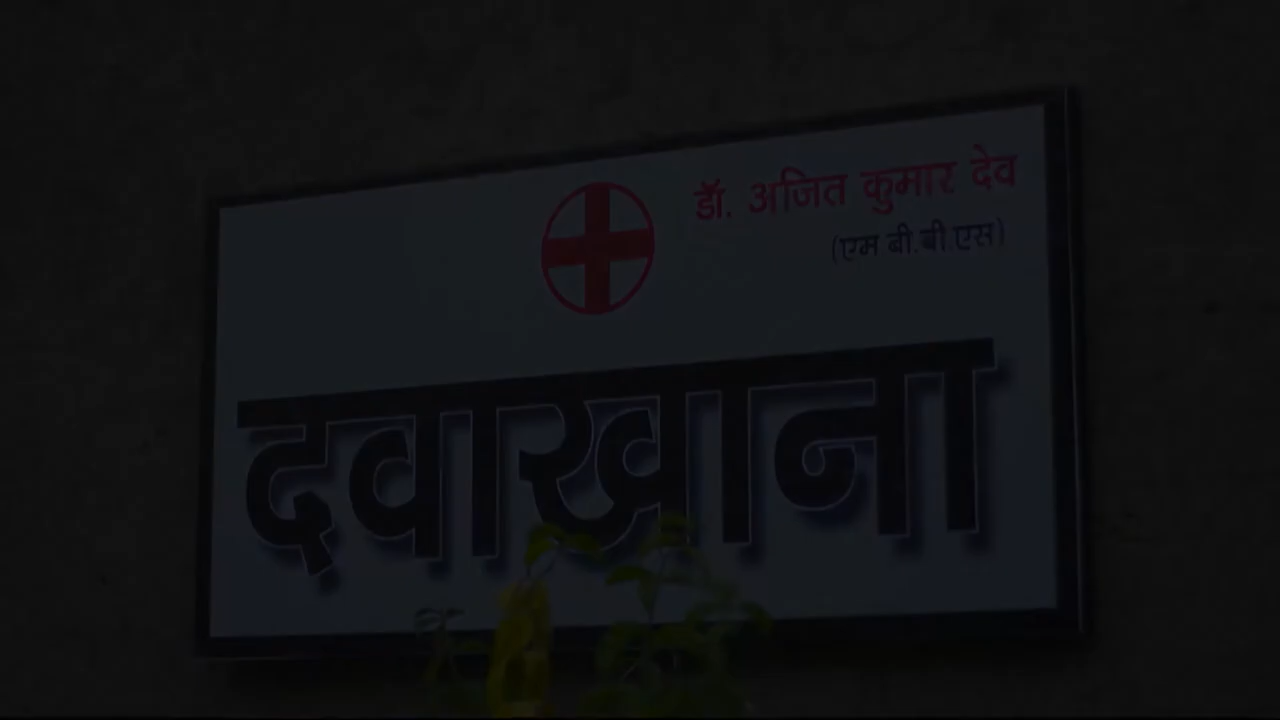 डॉ. अजित कुमार देव
(एम बी.बी.एस)
दवाखाना